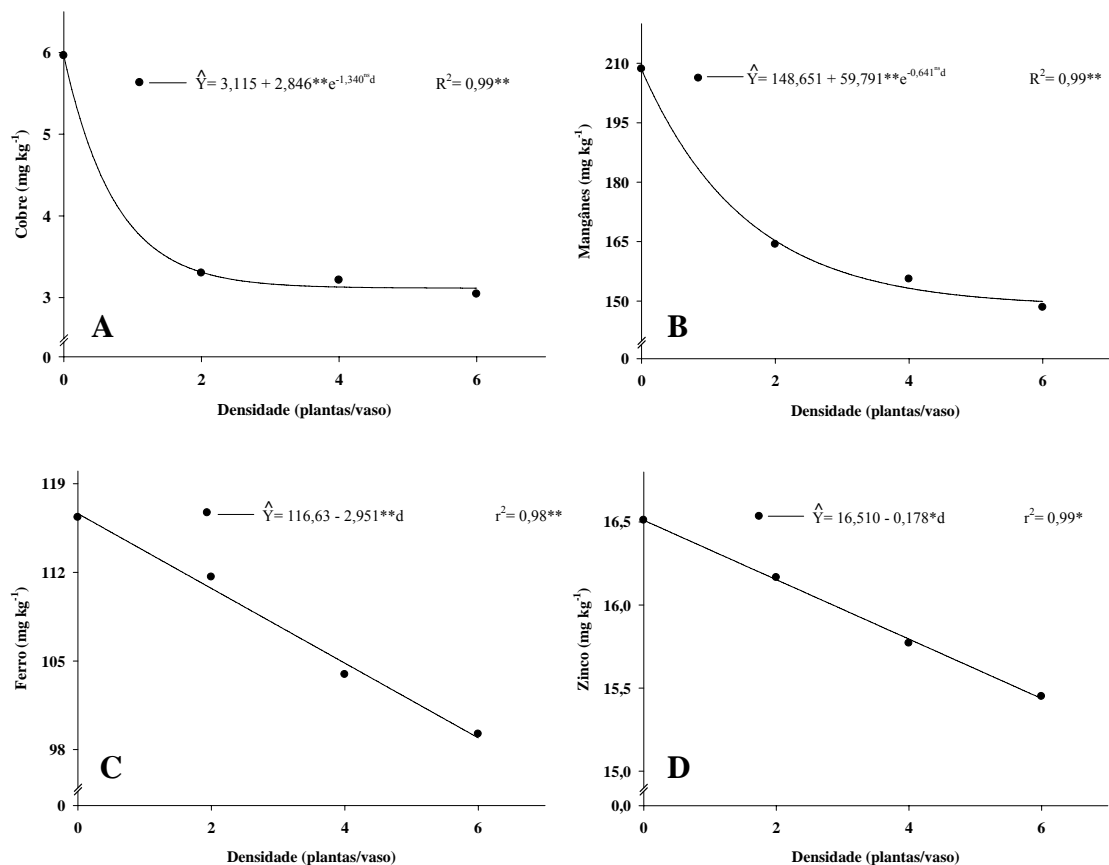 Ŷ= 3,115 + 2,846**e^-1,340^ns d R²= 0,99**
Cobre (mg kg⁻¹)
6
5
4
3
0
A
0 2 4 6
Densidade (plantas/vaso)
Ŷ= 148,651 + 59,791**e^-0,641^ns d R²= 0,99**
Mangânes (mg kg⁻¹)
210
195
180
165
150
0
B
0 2 4 6
Densidade (plantas/vaso)
Ŷ= 116,63 - 2,951**d r²= 0,98**
Ferro (mg kg⁻¹)
119
112
105
98
0
C
0 2 4 6
Densidade (plantas/vaso)
Ŷ= 16,510 - 0,178*d r²= 0,99*
Zinco (mg kg⁻¹)
16,5
16,0
15,5
15,0
0,0
D
0 2 4 6
Densidade (plantas/vaso)